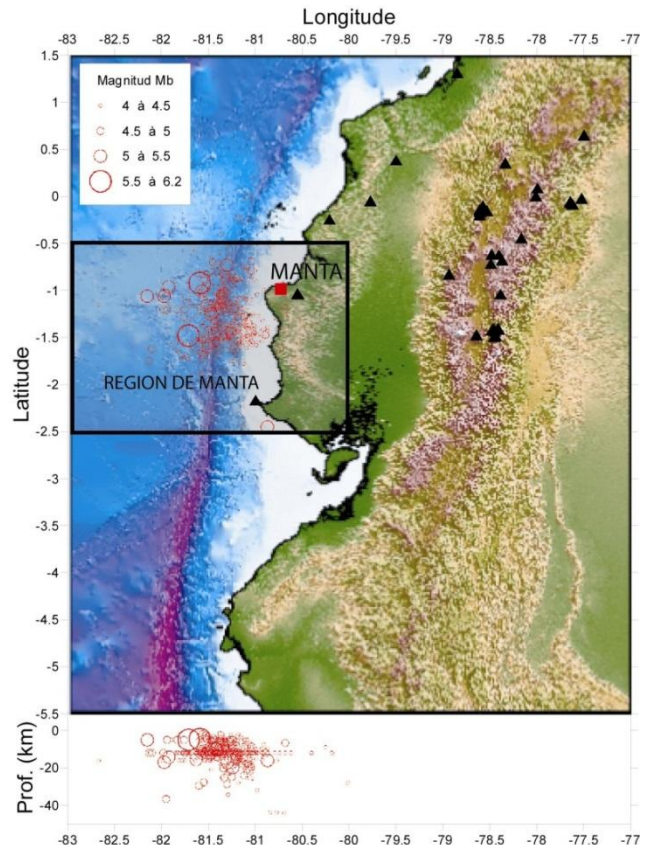 Longitude
-83 -82.5 -82 -81.5 -81 -80.5 -80 -79.5 -79 -78.5 -78 -77.5 -77
1.5
Magnitud Mb
4 à 4.5
4.5 à 5
5 à 5.5
5.5 à 6.2
1
0.5
0
-0.5
MANTA
-1
-1.5
REGION DE MANTA
-2
-2.5
-3
-3.5
-4
-4.5
-5
-5.5
Latitude
0
-20
-40
-50
Prof. (km)
-83 -82.5 -82 -81.5 -81 -80.5 -80 -79.5 -79 -78.5 -78 -77.5 -77